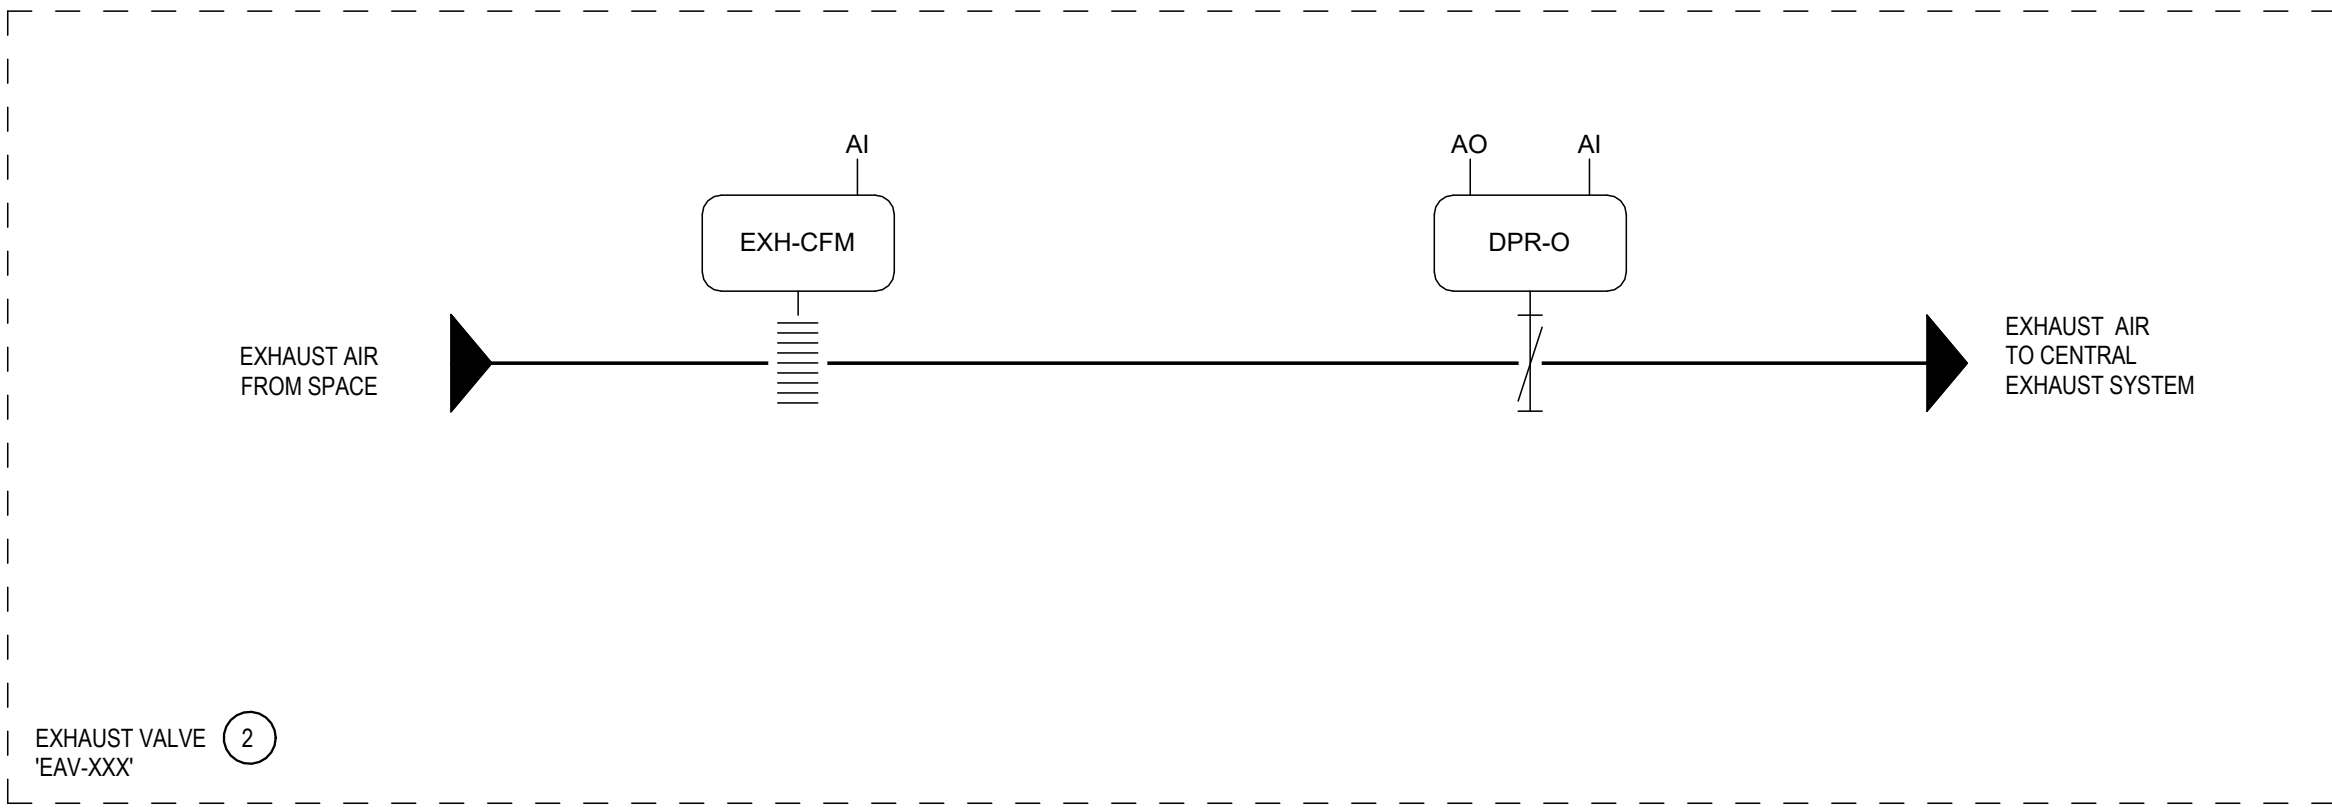 AI
AO
AI
EXH-CFM
DPR-O
EXHAUST AIR
FROM SPACE
EXHAUST AIR
TO CENTRAL
EXHAUST SYSTEM
EXHAUST VALVE 2
'EAV-XXX'